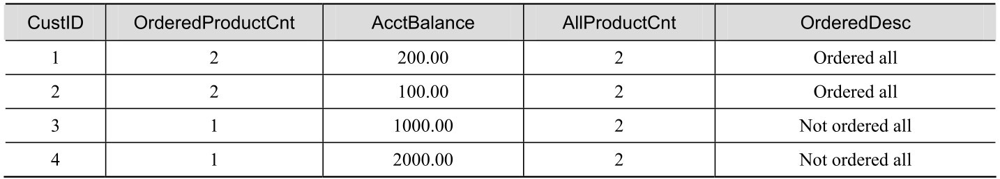 CustID OrderedProductCnt AcctBalance AllProductCnt OrderedDesc
1 2 200.00 2 Ordered all
2 2 100.00 2 Ordered all
3 1 1000.00 2 Not ordered all
4 1 2000.00 2 Not ordered all